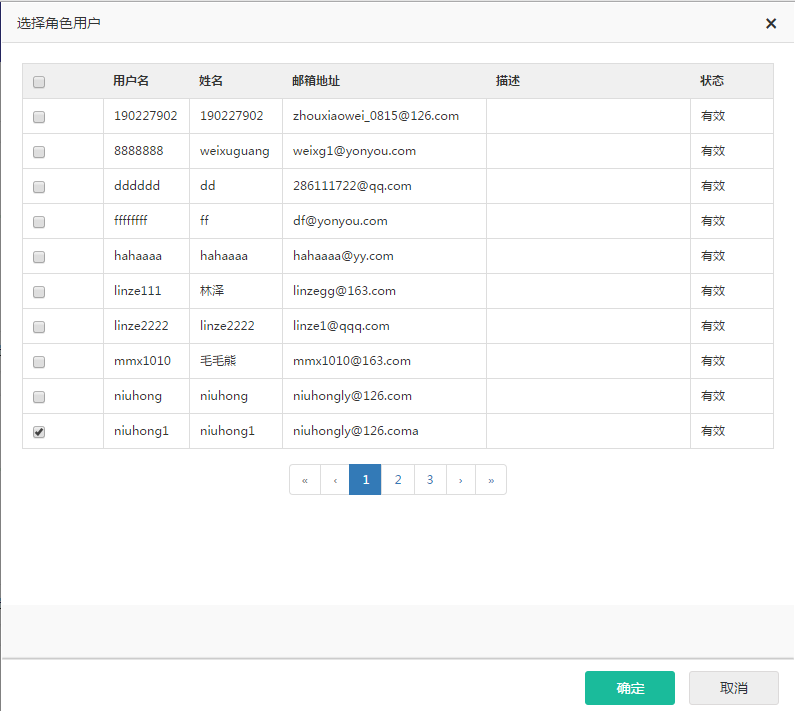 选择角色用户 ×
用户名 姓名 邮箱地址 描述 状态
190227902 190227902 zhouxiaowei_0815@126.com 有效
8888888 weixuguang weixg1@yonyou.com 有效
dddddd dd 286111722@qq.com 有效
ffffffff ff df@yonyou.com 有效
hahaaaa hahaaaa hahaaaa@yy.com 有效
linze111 林泽 linzegg@163.com 有效
linze2222 linze2222 linze1@qqq.com 有效
mmx1010 毛毛熊 mmx1010@163.com 有效
niuhong niuhong niuhongly@126.com 有效
niuhong1 niuhong1 niuhongly@126.coma 有效
« ‹ 1 2 3 › »
确定 取消